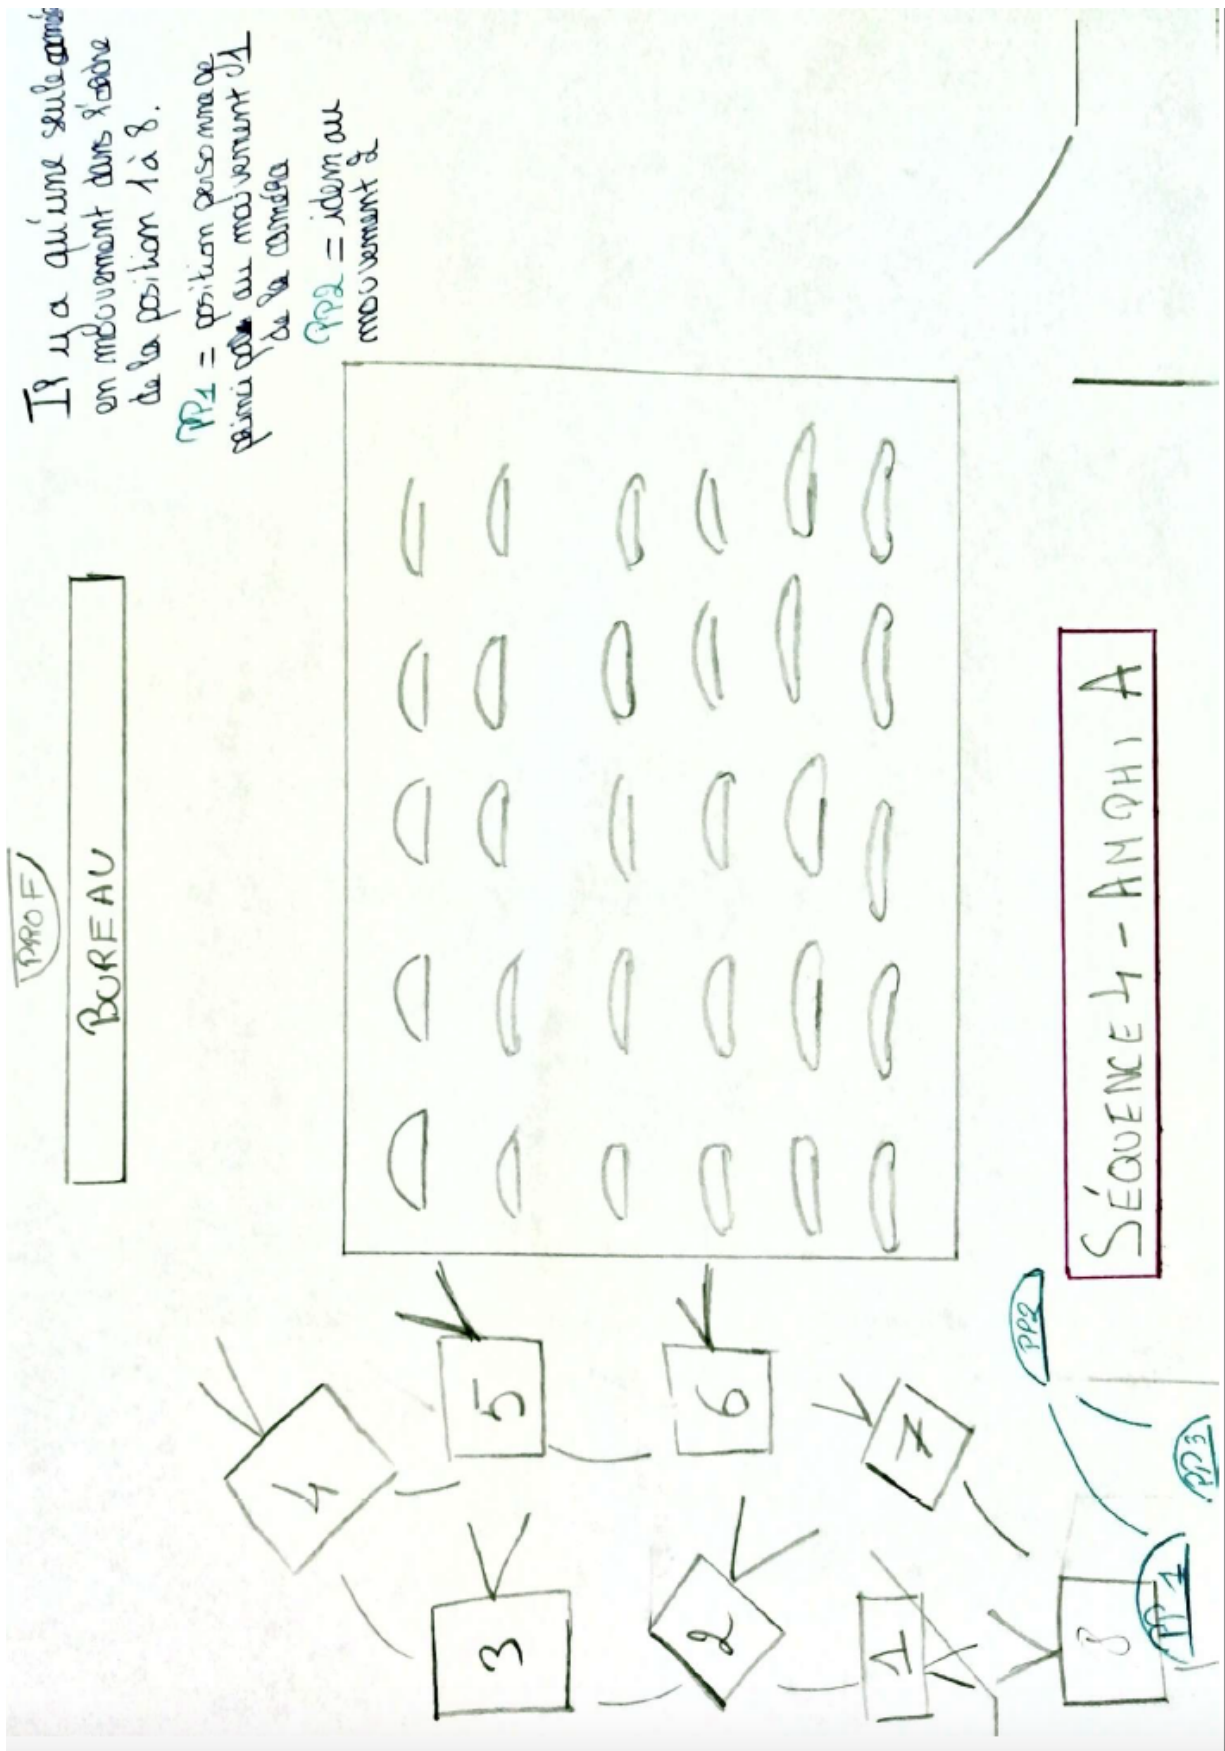 Il y a qu'une seule
en mouvement dans l'ordre
de la position 1 à 8.
PP1 = position personnage
principal au mouvement 1
de la caméra
PP2 = idem au
mouvement 2
PROF
BUREAU
4
5
6
3
2
7
1
8
PP2
PP3
PP1
SÉQUENCE 4 - AMPHI A